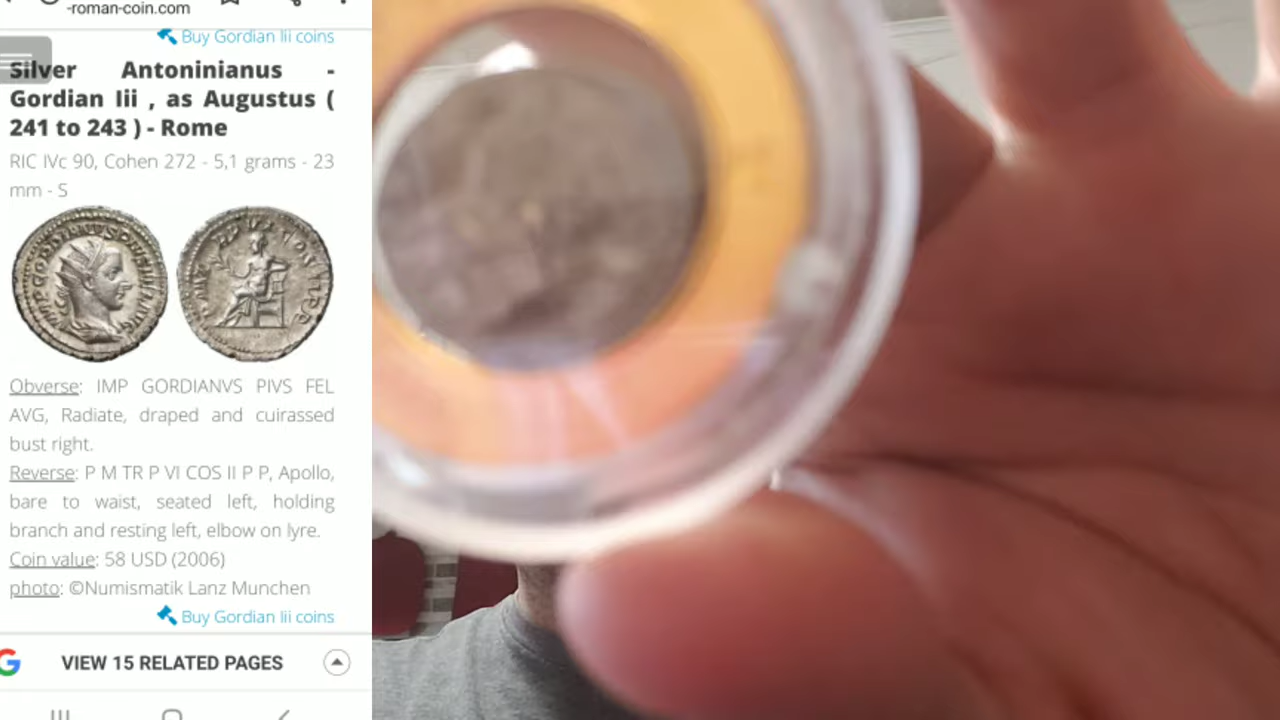 -roman-coin.com
Buy Gordian Iii coins
Silver Antoninianus -
Gordian Iii , as Augustus (
241 to 243 ) - Rome
RIC IVc 90, Cohen 272 - 5,1 grams - 23
mm - S
Obverse: IMP GORDIANVS PIVS FEL
AVG, Radiate, draped and cuirassed
bust right.
Reverse: P M TR P VI COS II P P, Apollo,
bare to waist, seated left, holding
branch and resting left, elbow on lyre.
Coin value: 58 USD (2006)
photo: ©Numismatik Lanz Munchen
Buy Gordian Iii coins
VIEW 15 RELATED PAGES